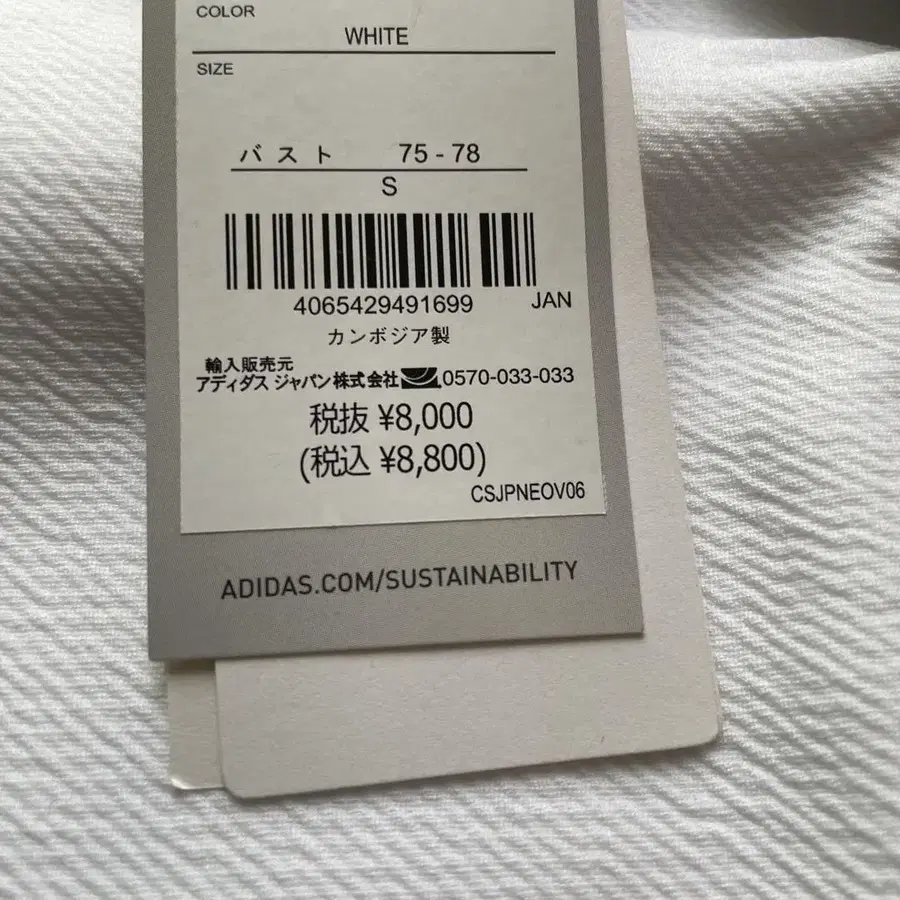 COLOR
WHITE
SIZE
バスト 75-78
S
4065429491699 JAN
カンボジア製
輸入販売元
アディダス ジャパン株式会社 0570-033-033
税抜 ¥8,000
(税込 ¥8,800)
CSJPNEOV06
ADIDAS.COM/SUSTAINABILITY